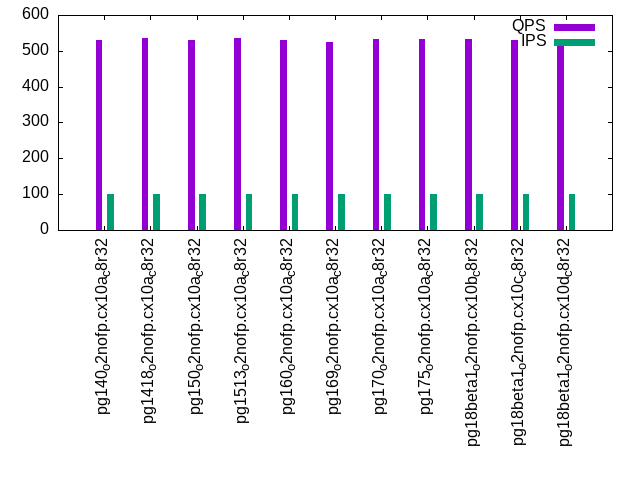 600
500
400
300
200
100
0
QPS
IPS
pg140o2nofp.cx10ac8r32
pg1418o2nofp.cx10ac8r32
pg150o2nofp.cx10ac8r32
pg1513o2nofp.cx10ac8r32
pg160o2nofp.cx10ac8r32
pg169o2nofp.cx10ac8r32
pg170o2nofp.cx10ac8r32
pg175o2nofp.cx10ac8r32
pg18beta1o2nofp.cx10bc8r32
pg18beta1o2nofp.cx10cc8r32
pg18beta1o2nofp.cx10dc8r32